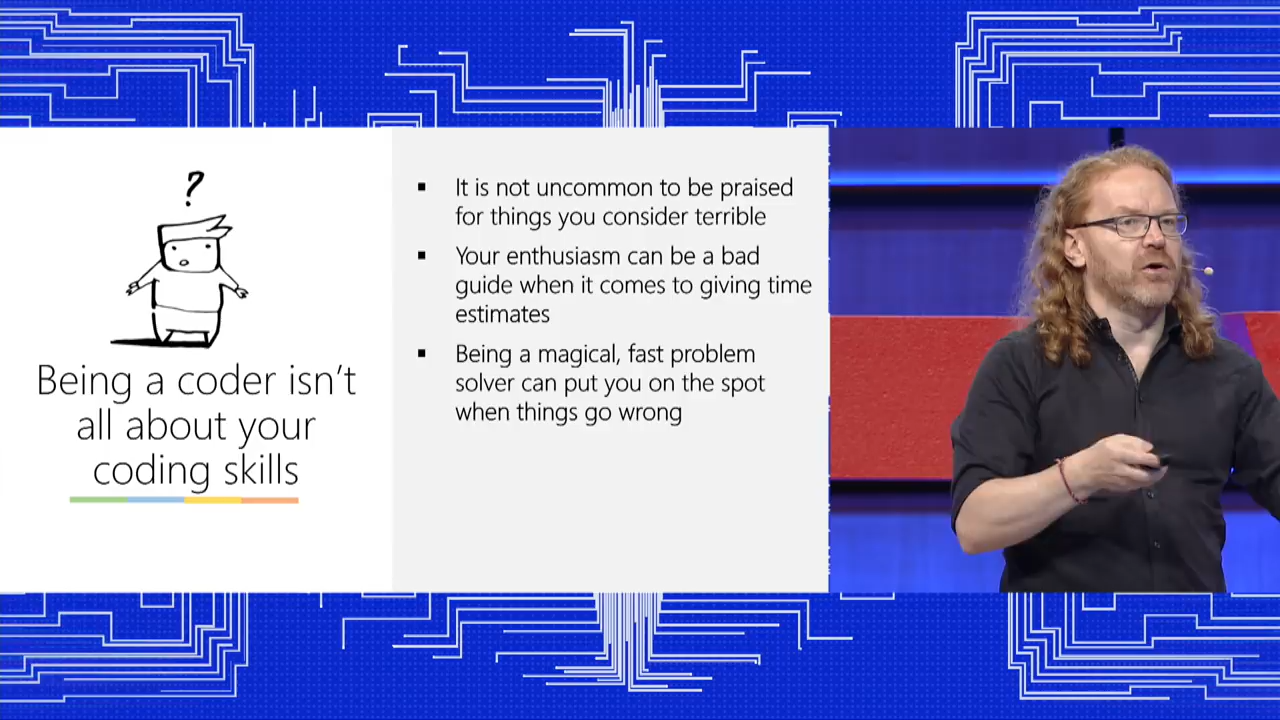 ?
Being a coder isn't
all about your
coding skills
▪ It is not uncommon to be praised
for things you consider terrible
▪ Your enthusiasm can be a bad
guide when it comes to giving time
estimates
▪ Being a magical, fast problem
solver can put you on the spot
when things go wrong